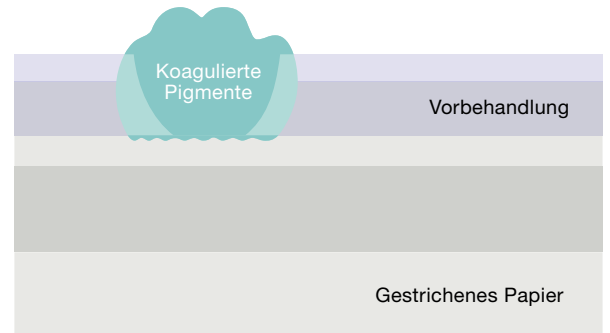 Koagulierte
Pigmente
Vorbehandlung
Gestrichenes Papier